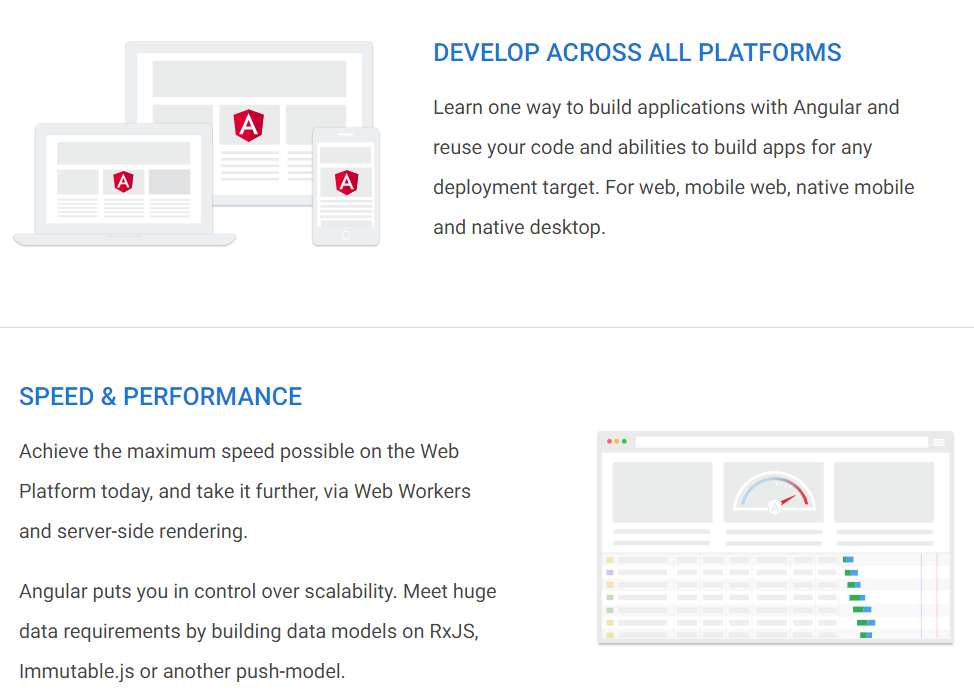 DEVELOP ACROSS ALL PLATFORMS
Learn one way to build applications with Angular and
reuse your code and abilities to build apps for any
deployment target. For web, mobile web, native mobile
and native desktop.
SPEED & PERFORMANCE
Achieve the maximum speed possible on the Web
Platform today, and take it further, via Web Workers
and server-side rendering.
Angular puts you in control over scalability. Meet huge
data requirements by building data models on RxJS,
Immutable.js or another push-model.